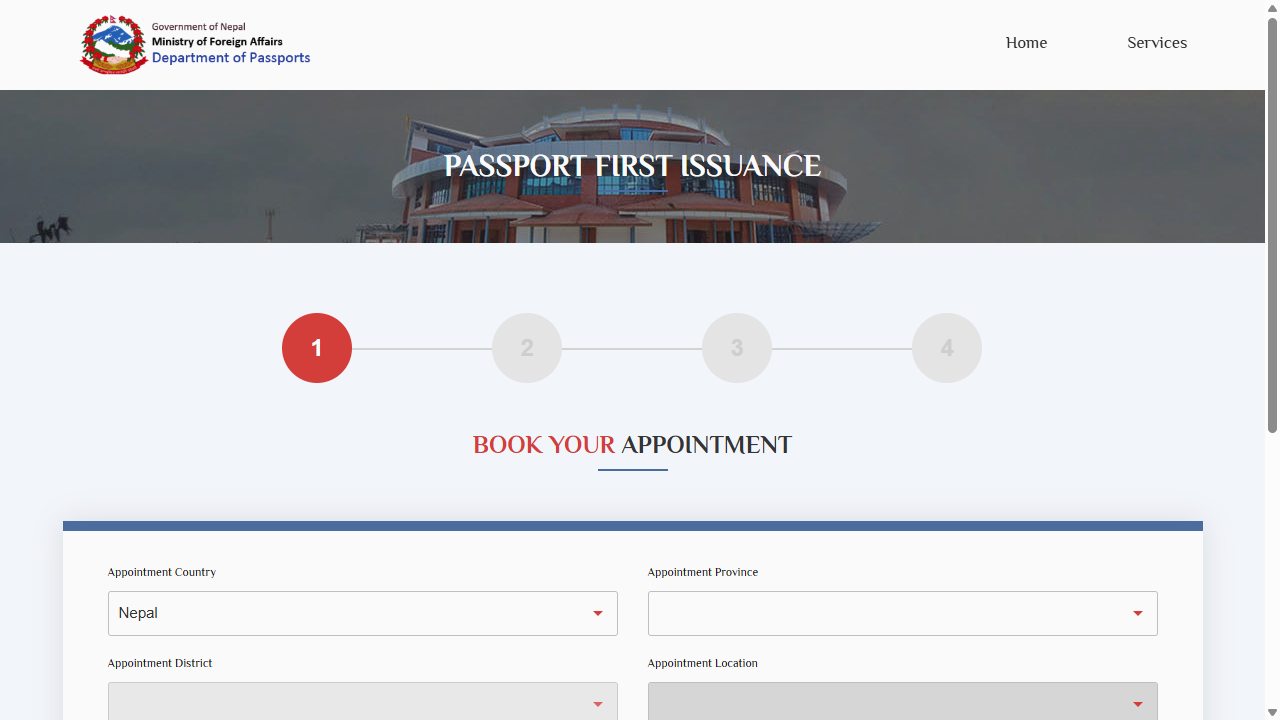 Government of Nepal
Ministry of Foreign Affairs
Department of Passports
Home
Services
PASSPORT FIRST ISSUANCE
1
2
3
4
BOOK YOUR APPOINTMENT
Appointment Country
Appointment Province
Nepal
Appointment District
Appointment Location